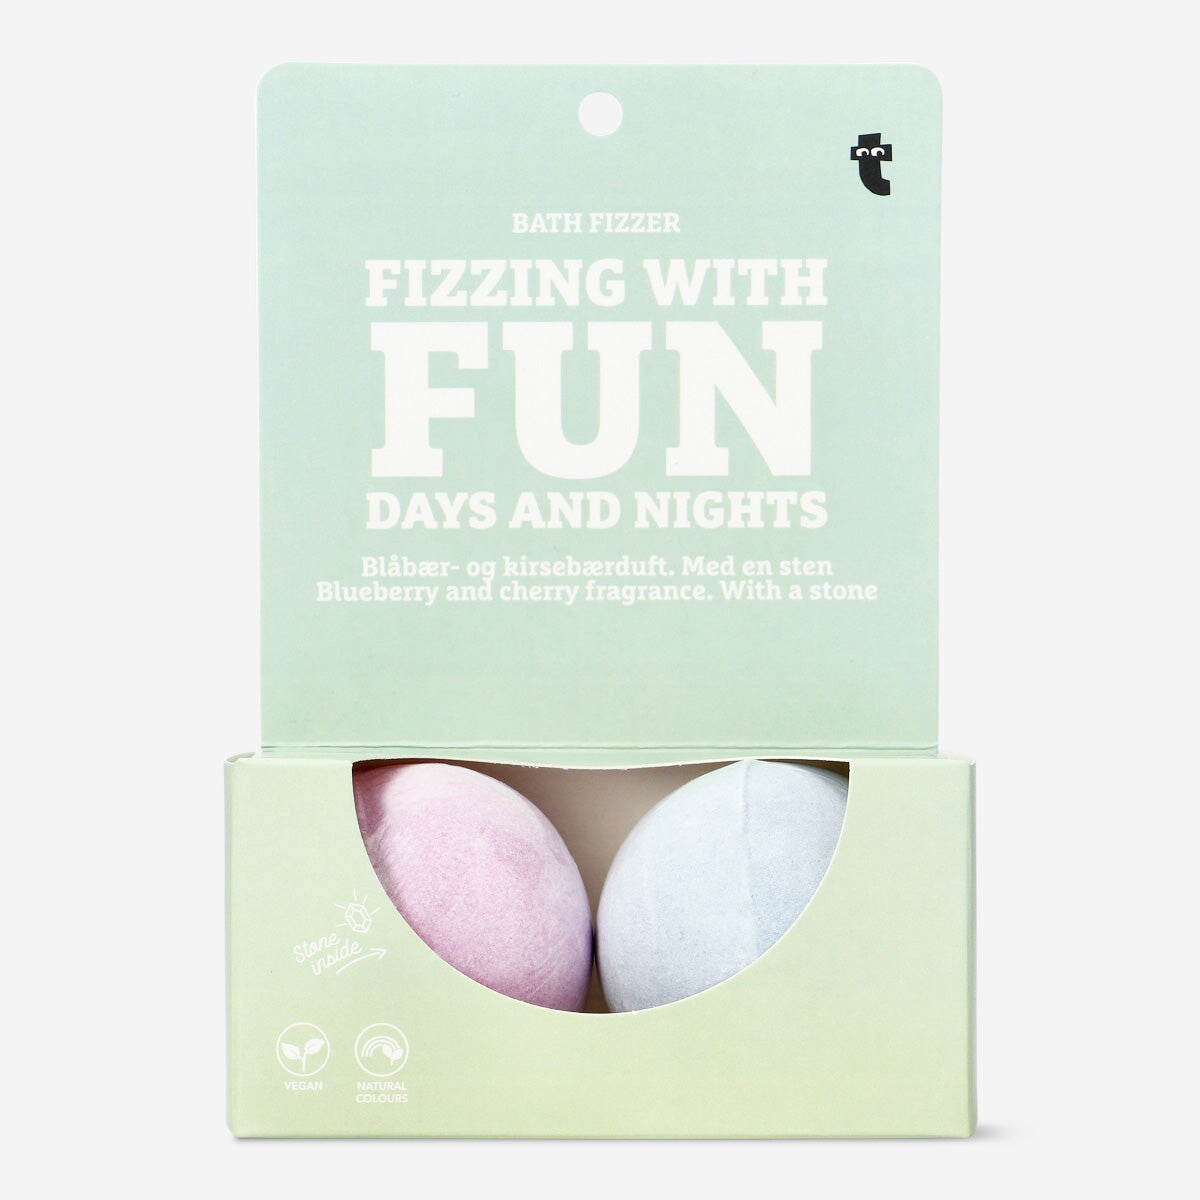 BATH FIZZER
FIZZING WITH
FUN
DAYS AND NIGHTS
Blåbær- og kirsebærduft. Med en sten
Blueberry and cherry fragrance. With a stone
Stone
inside
VEGAN
NATURAL
COLOURS